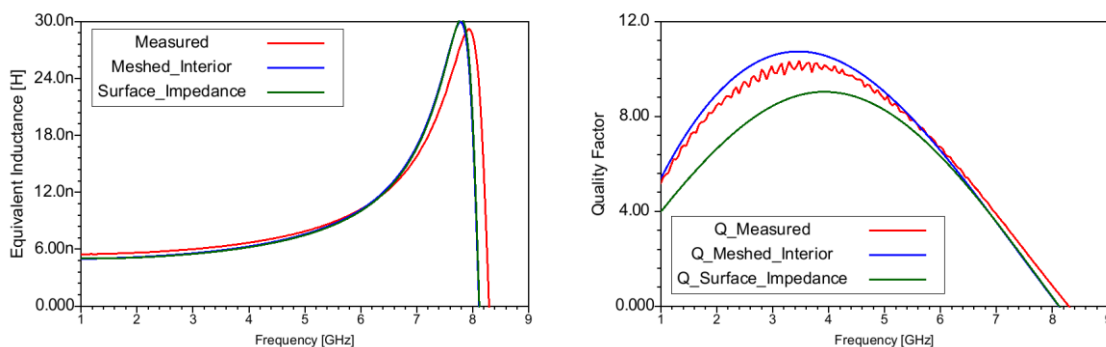 30.0n
24.0n
18.0n
12.0n
6.00n
0.000
Equivalent Inductance [H]
Measured
Meshed_Interior
Surface_Impedance
1 2 3 4 5 6 7 8 9
Frequency [GHz]
12.0
8.00
4.00
0.000
Quality Factor
Q_Measured
Q_Meshed_Interior
Q_Surface_Impedance
1 2 3 4 5 6 7 8 9
Frequency [GHz]